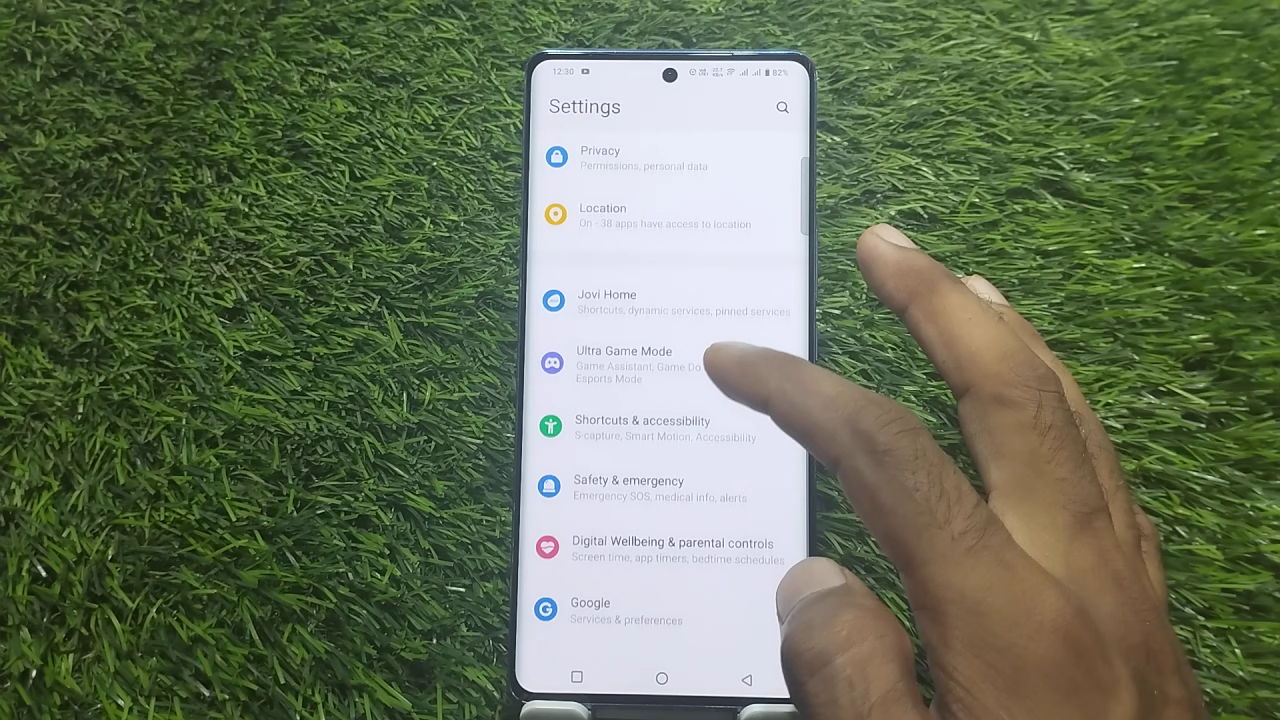 12:30 82%
Settings
Privacy
Permissions, personal data
Location
On - 38 apps have access to location
Jovi Home
Shortcuts, dynamic services, pinned services
Ultra Game Mode
Game Assistant, Game Do
Esports Mode
Shortcuts & accessibility
S-capture, Smart Motion, Accessibility
Safety & emergency
Emergency SOS, medical info, alerts
Digital Wellbeing & parental controls
Screen time, app timers, bedtime schedules
Google
Services & preferences